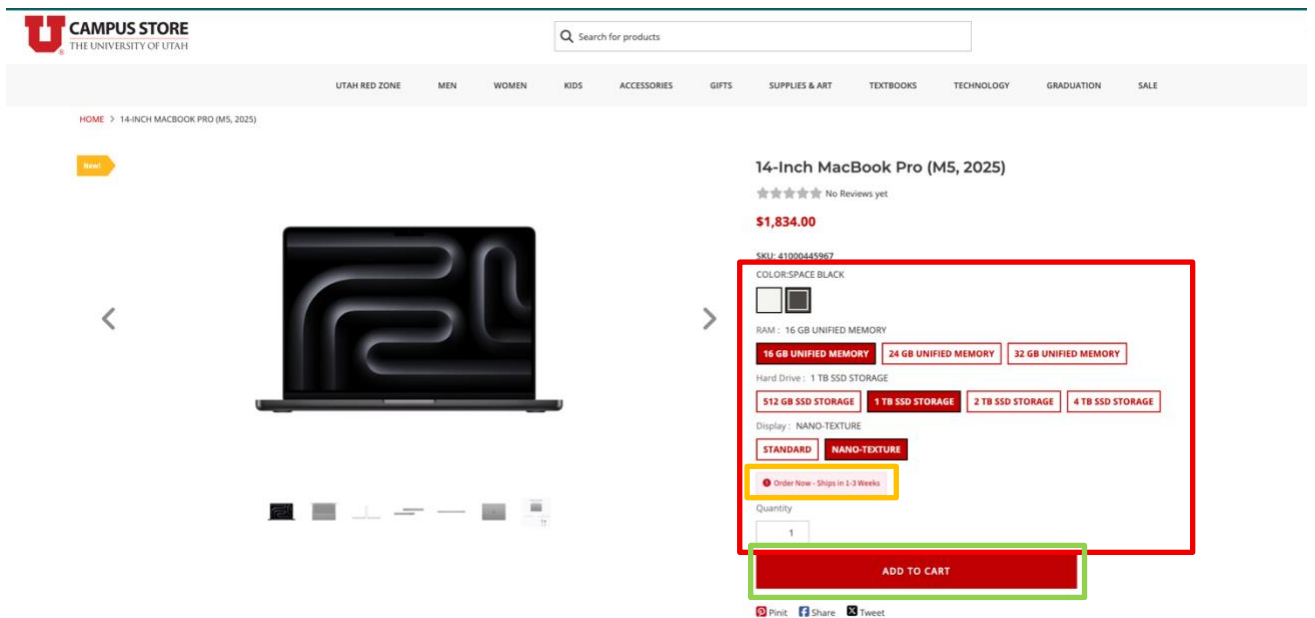 CAMPUS STORE
THE UNIVERSITY OF UTAH
Search for products
UTAH RED ZONE MEN WOMEN KIDS ACCESSORIES GIFTS SUPPLIES & ART TEXTBOOKS TECHNOLOGY GRADUATION SALE
HOME > 14-INCH MACBOOK PRO (M5, 2025)
New!
14-Inch MacBook Pro (M5, 2025)
No Reviews yet
$1,834.00
SKU: 41000445967
COLOR:SPACE BLACK
RAM : 16 GB UNIFIED MEMORY
16 GB UNIFIED MEMORY 24 GB UNIFIED MEMORY 32 GB UNIFIED MEMORY
Hard Drive : 1 TB SSD STORAGE
512 GB SSD STORAGE 1 TB SSD STORAGE 2 TB SSD STORAGE 4 TB SSD STORAGE
Display : NANO-TEXTURE
STANDARD NANO-TEXTURE
Order Now - Ships in 1-3 Weeks
Quantity
1
ADD TO CART
Pinit Share Tweet